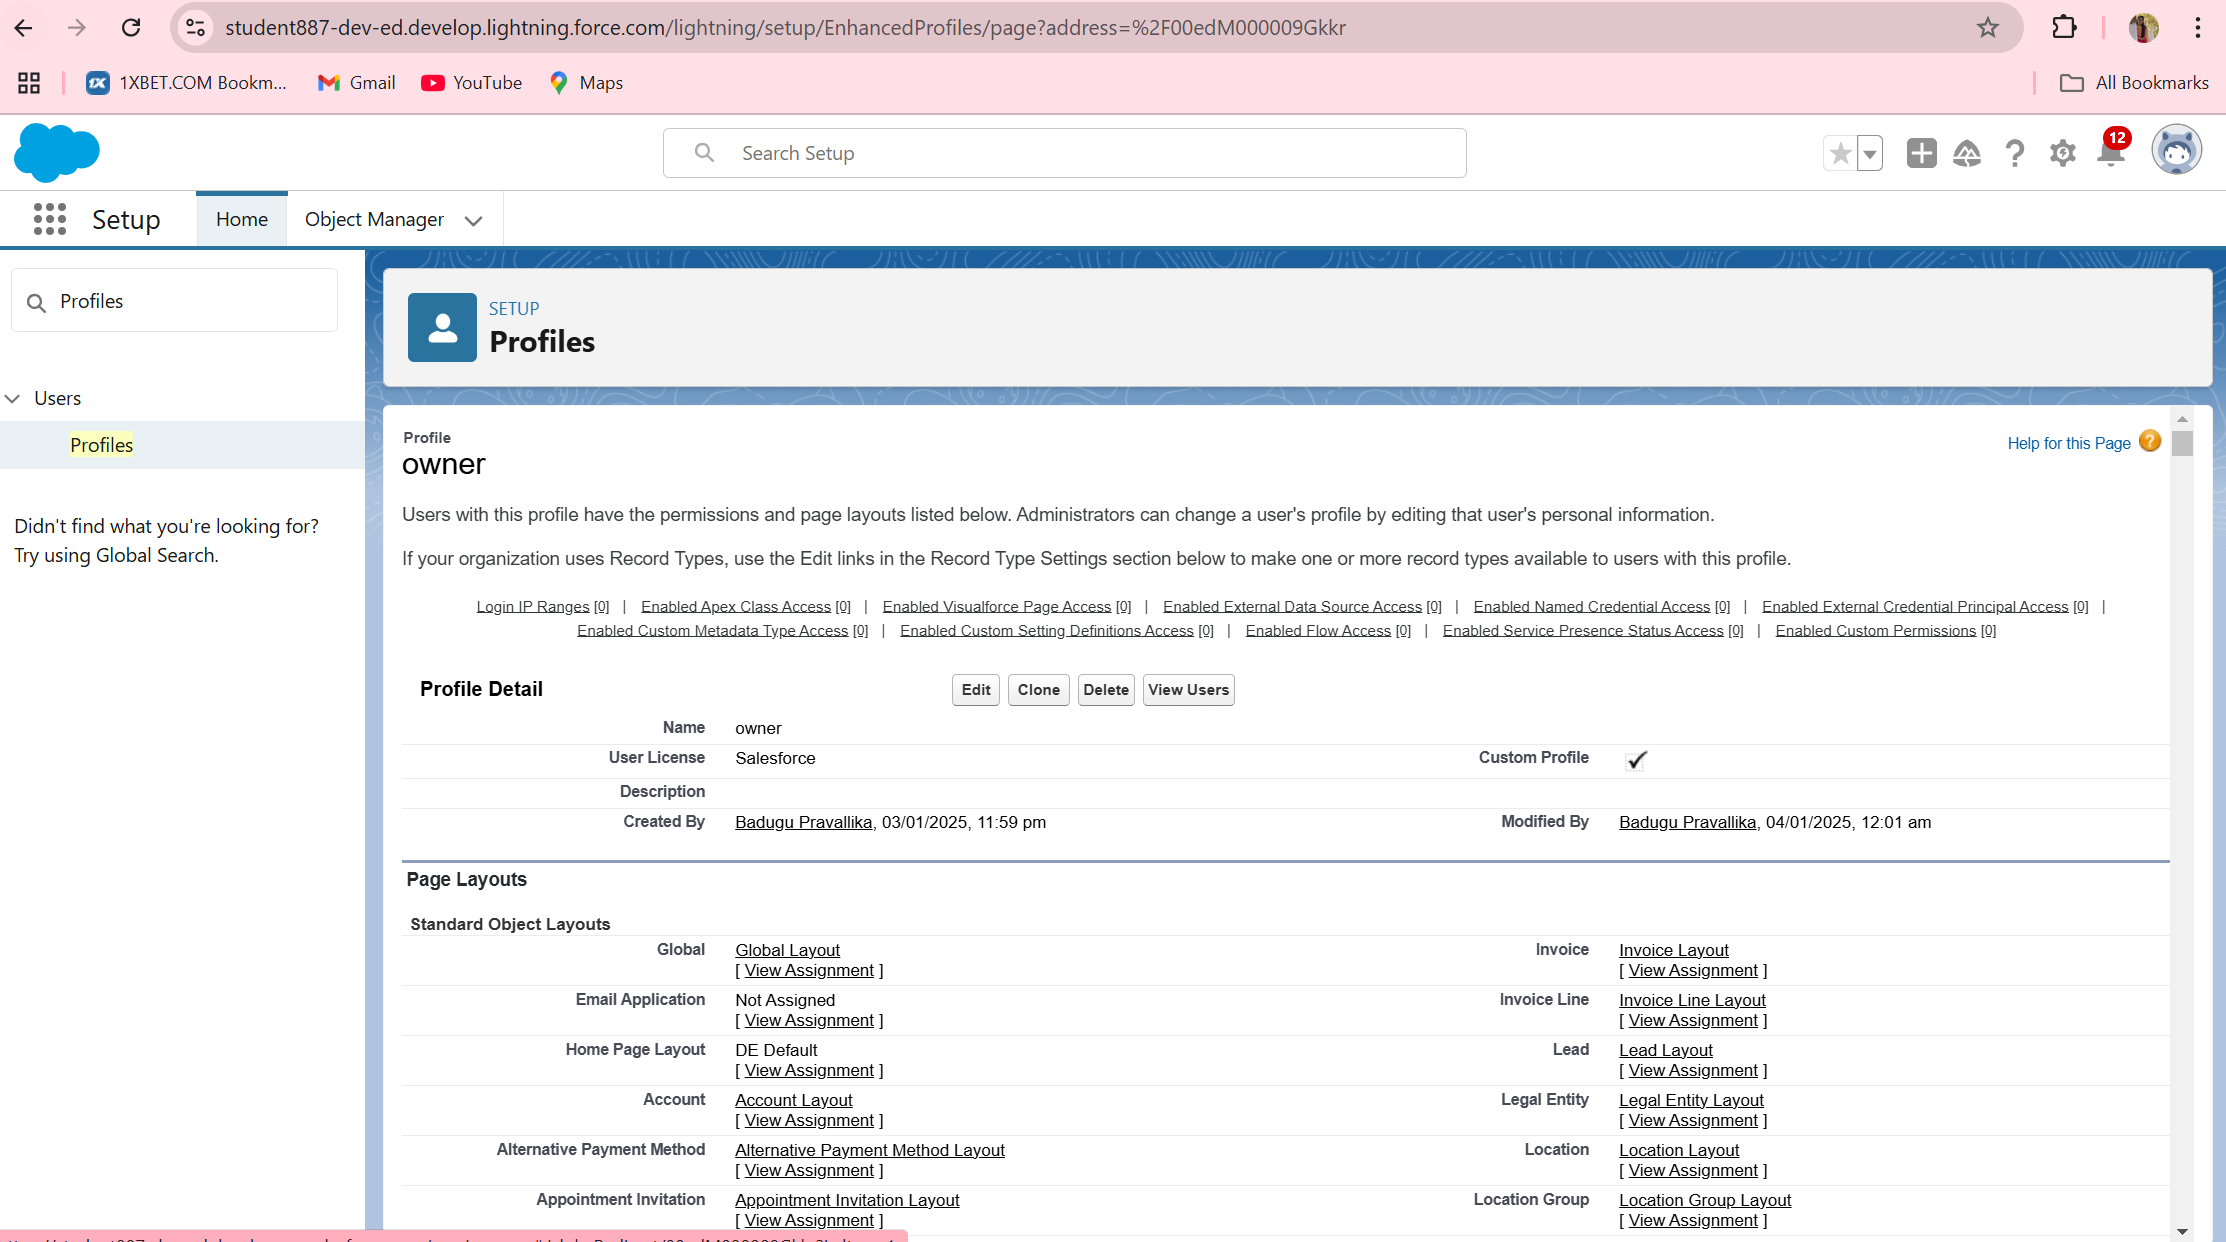 student887-dev-ed.develop.lightning.force.com/lightning/setup/EnhancedProfiles/page?address=%2F00edM000009Gkkr
1XBET.COM Bookm... Gmail YouTube Maps All Bookmarks
Search Setup
12
Setup Home Object Manager
Profiles
Users
Profiles
Didn't find what you're looking for?
Try using Global Search.
SETUP
Profiles
Profile
owner
Help for this Page ?
Users with this profile have the permissions and page layouts listed below. Administrators can change a user's profile by editing that user's personal information.
If your organization uses Record Types, use the Edit links in the Record Type Settings section below to make one or more record types available to users with this profile.
Login IP Ranges [0] | Enabled Apex Class Access [0] | Enabled Visualforce Page Access [0] | Enabled External Data Source Access [0] | Enabled Named Credential Access [0] | Enabled External Credential Principal Access [0] |
Enabled Custom Metadata Type Access [0] | Enabled Custom Setting Definitions Access [0] | Enabled Flow Access [0] | Enabled Service Presence Status Access [0] | Enabled Custom Permissions [0]
Profile Detail Edit Clone Delete View Users
Name owner
User License Salesforce Custom Profile
Description
Created By Badugu Pravallika, 03/01/2025, 11:59 pm Modified By Badugu Pravallika, 04/01/2025, 12:01 am
Page Layouts
Standard Object Layouts
Global Global Layout Invoice Invoice Layout
[ View Assignment ] [ View Assignment ]
Email Application Not Assigned Invoice Line Invoice Line Layout
[ View Assignment ] [ View Assignment ]
Home Page Layout DE Default Lead Lead Layout
[ View Assignment ] [ View Assignment ]
Account Account Layout Legal Entity Legal Entity Layout
[ View Assignment ] [ View Assignment ]
Alternative Payment Method Alternative Payment Method Layout Location Location Layout
[ View Assignment ] [ View Assignment ]
Appointment Invitation Appointment Invitation Layout Location Group Location Group Layout
[ View Assignment ] [ View Assignment ]